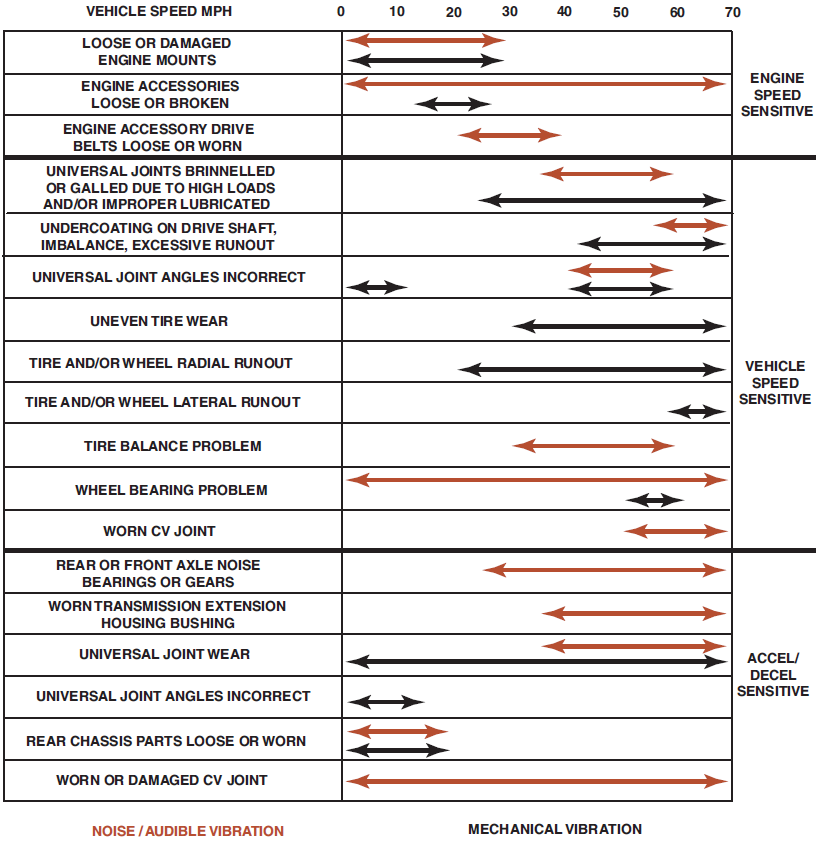 VEHICLE SPEED MPH 0 10 20 30 40 50 60 70
LOOSE OR DAMAGED
ENGINE MOUNTS
ENGINE ACCESSORIES
LOOSE OR BROKEN
ENGINE ACCESSORY DRIVE
BELTS LOOSE OR WORN
ENGINE
SPEED
SENSITIVE
UNIVERSAL JOINTS BRINNELLED
OR GALLED DUE TO HIGH LOADS
AND/OR IMPROPER LUBRICATED
UNDERCOATING ON DRIVE SHAFT,
IMBALANCE, EXCESSIVE RUNOUT
UNIVERSAL JOINT ANGLES INCORRECT
UNEVEN TIRE WEAR
TIRE AND/OR WHEEL RADIAL RUNOUT
TIRE AND/OR WHEEL LATERAL RUNOUT
TIRE BALANCE PROBLEM
WHEEL BEARING PROBLEM
WORN CV JOINT
VEHICLE
SPEED
SENSITIVE
REAR OR FRONT AXLE NOISE
BEARINGS OR GEARS
WORN TRANSMISSION EXTENSION
HOUSING BUSHING
UNIVERSAL JOINT WEAR
UNIVERSAL JOINT ANGLES INCORRECT
REAR CHASSIS PARTS LOOSE OR WORN
WORN OR DAMAGED CV JOINT
ACCEL/
DECEL
SENSITIVE
NOISE / AUDIBLE VIBRATION
MECHANICAL VIBRATION